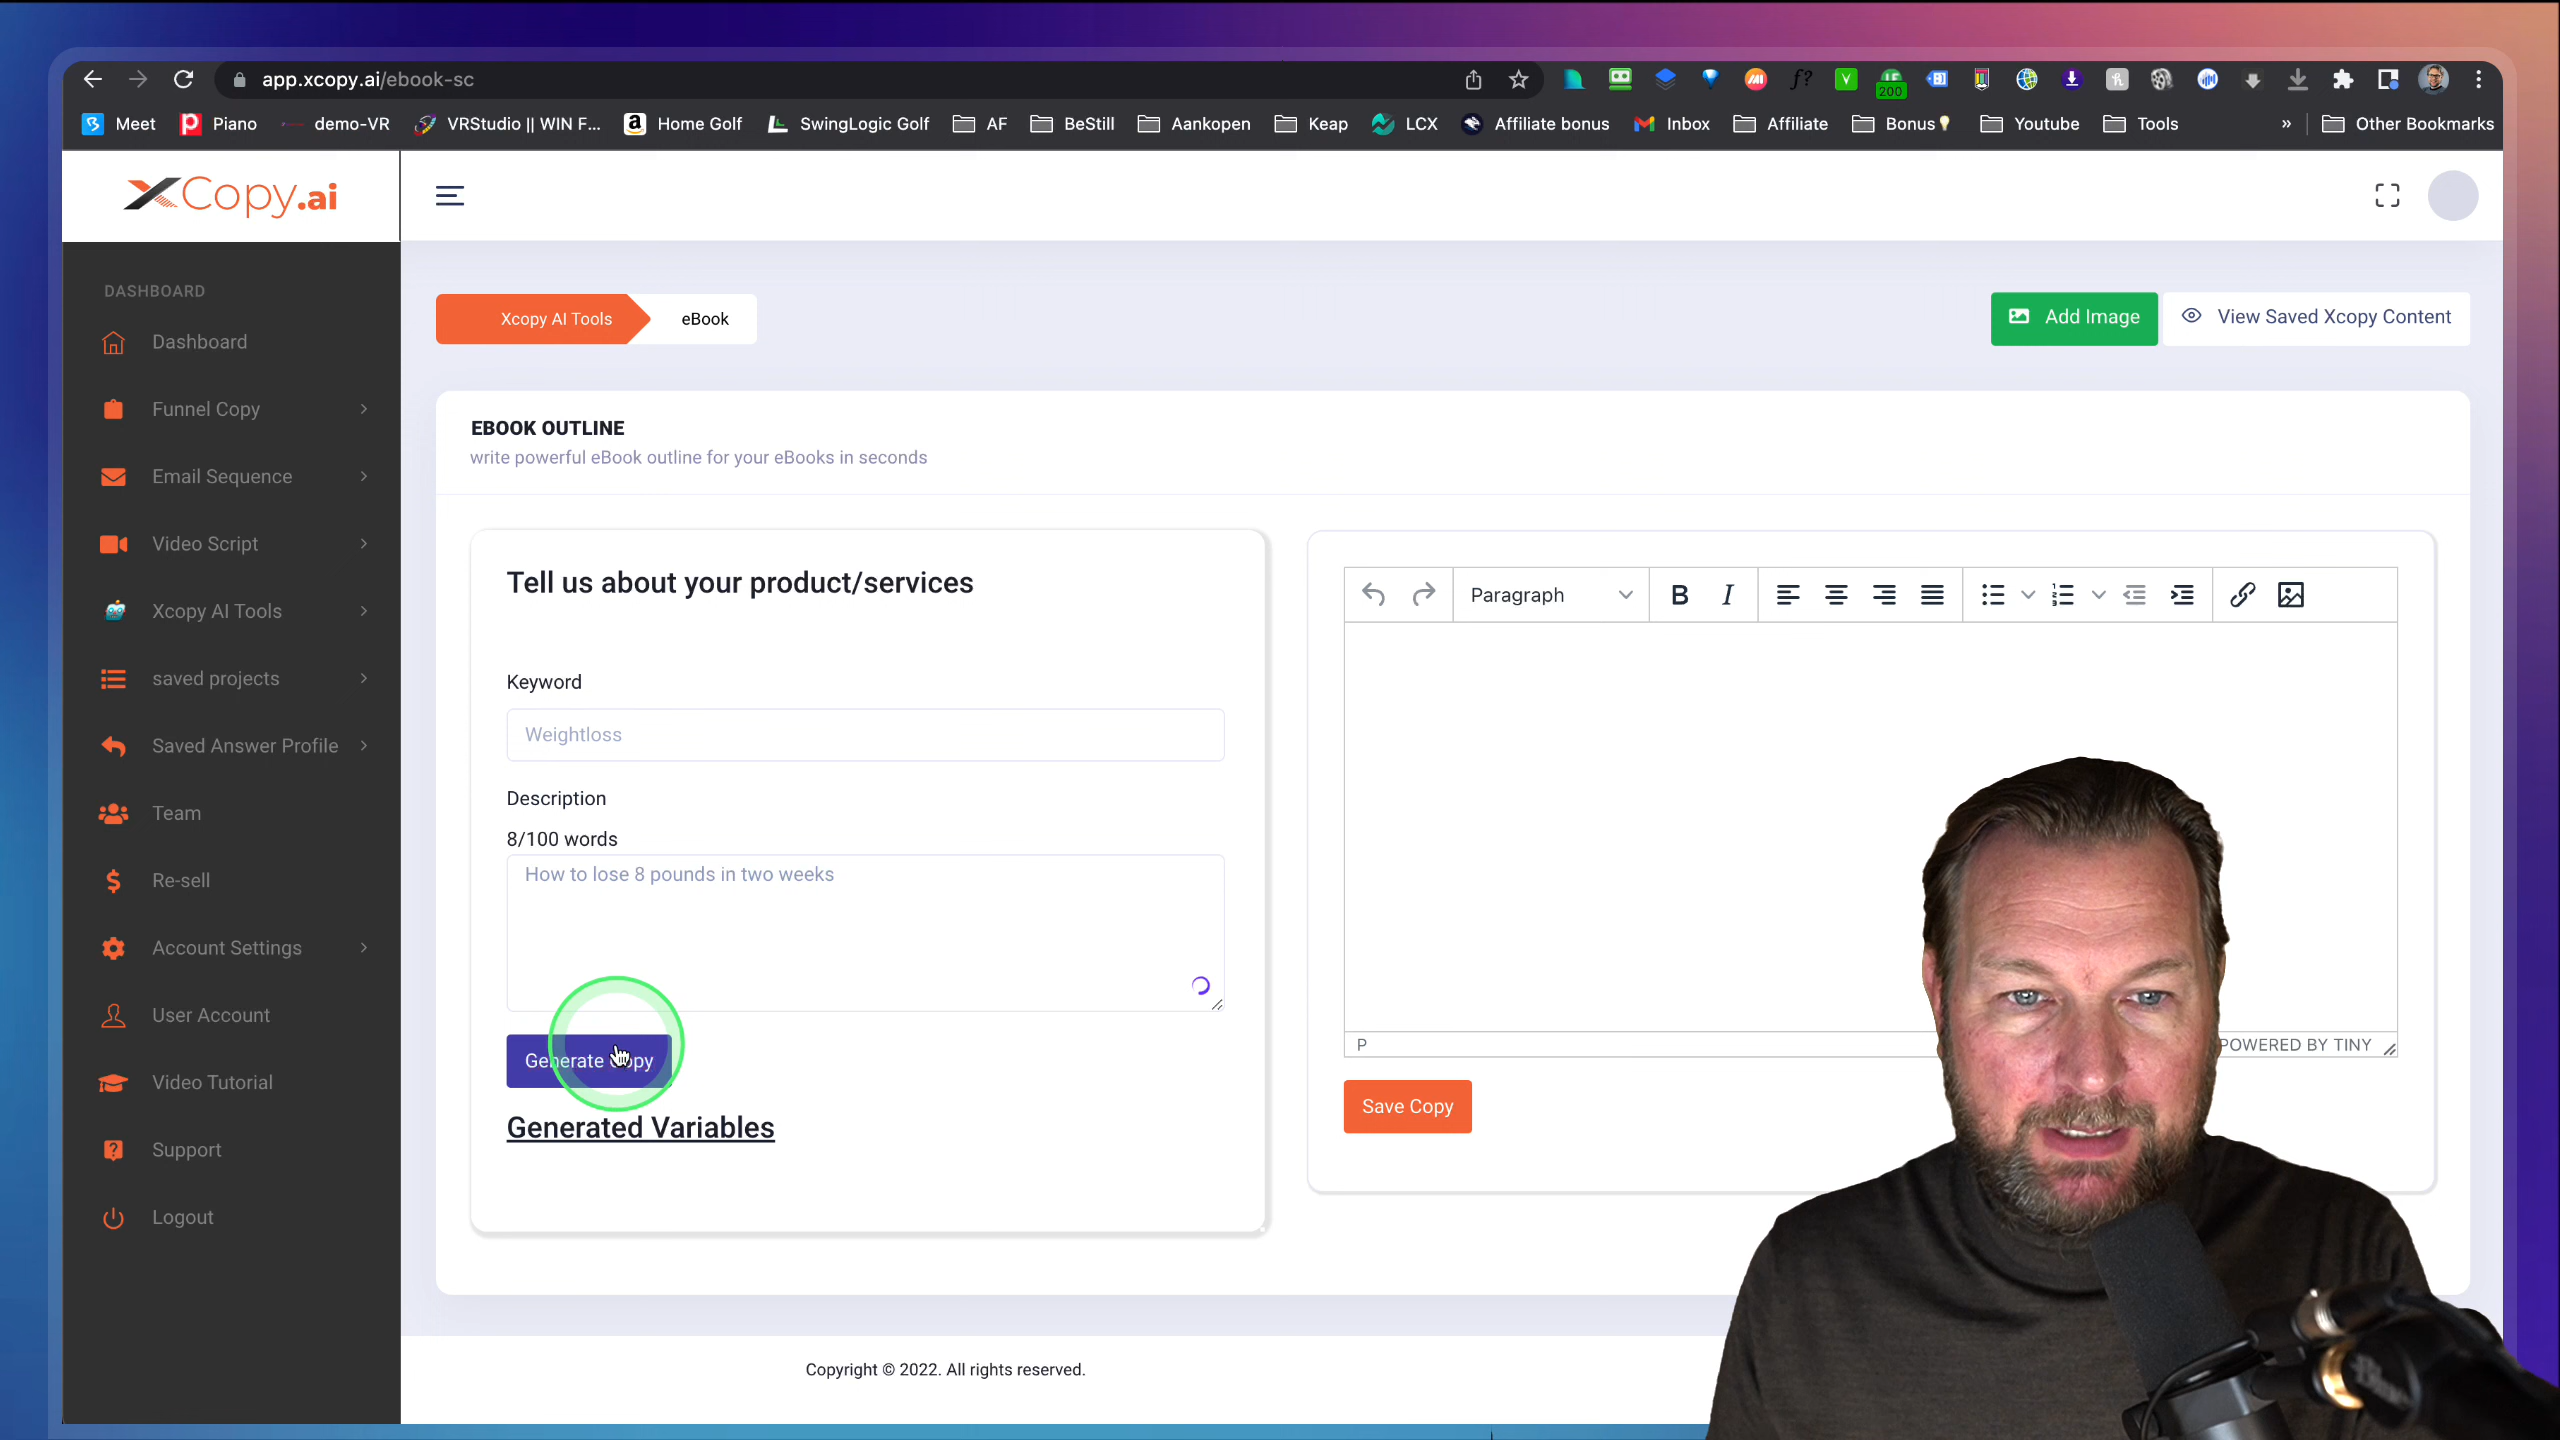 app.xcopy.ai/ebook-sc
200
Meet
Piano
demo-VR
VRStudio || WIN F...
Home Golf
SwingLogic Golf
AF
BeStill
Aankopen
Keap
LCX
Affiliate bonus
Inbox
Affiliate
Bonus
Youtube
Tools
»
Other Bookmarks
XCopy.ai
DASHBOARD
Dashboard
Funnel Copy
Email Sequence
Video Script
Xcopy AI Tools
saved projects
Saved Answer Profile
Team
Re-sell
Account Settings
User Account
Video Tutorial
Support
Logout
Xcopy AI Tools
eBook
Add Image
View Saved Xcopy Content
EBOOK OUTLINE
write powerful eBook outline for your eBooks in seconds
Tell us about your product/services
Keyword
Weightloss
Description
8/100 words
How to lose 8 pounds in two weeks
Generate Copy
Generated Variables
Paragraph
B
I
P
POWERED BY TINY
Save Copy
Copyright © 2022. All rights reserved.